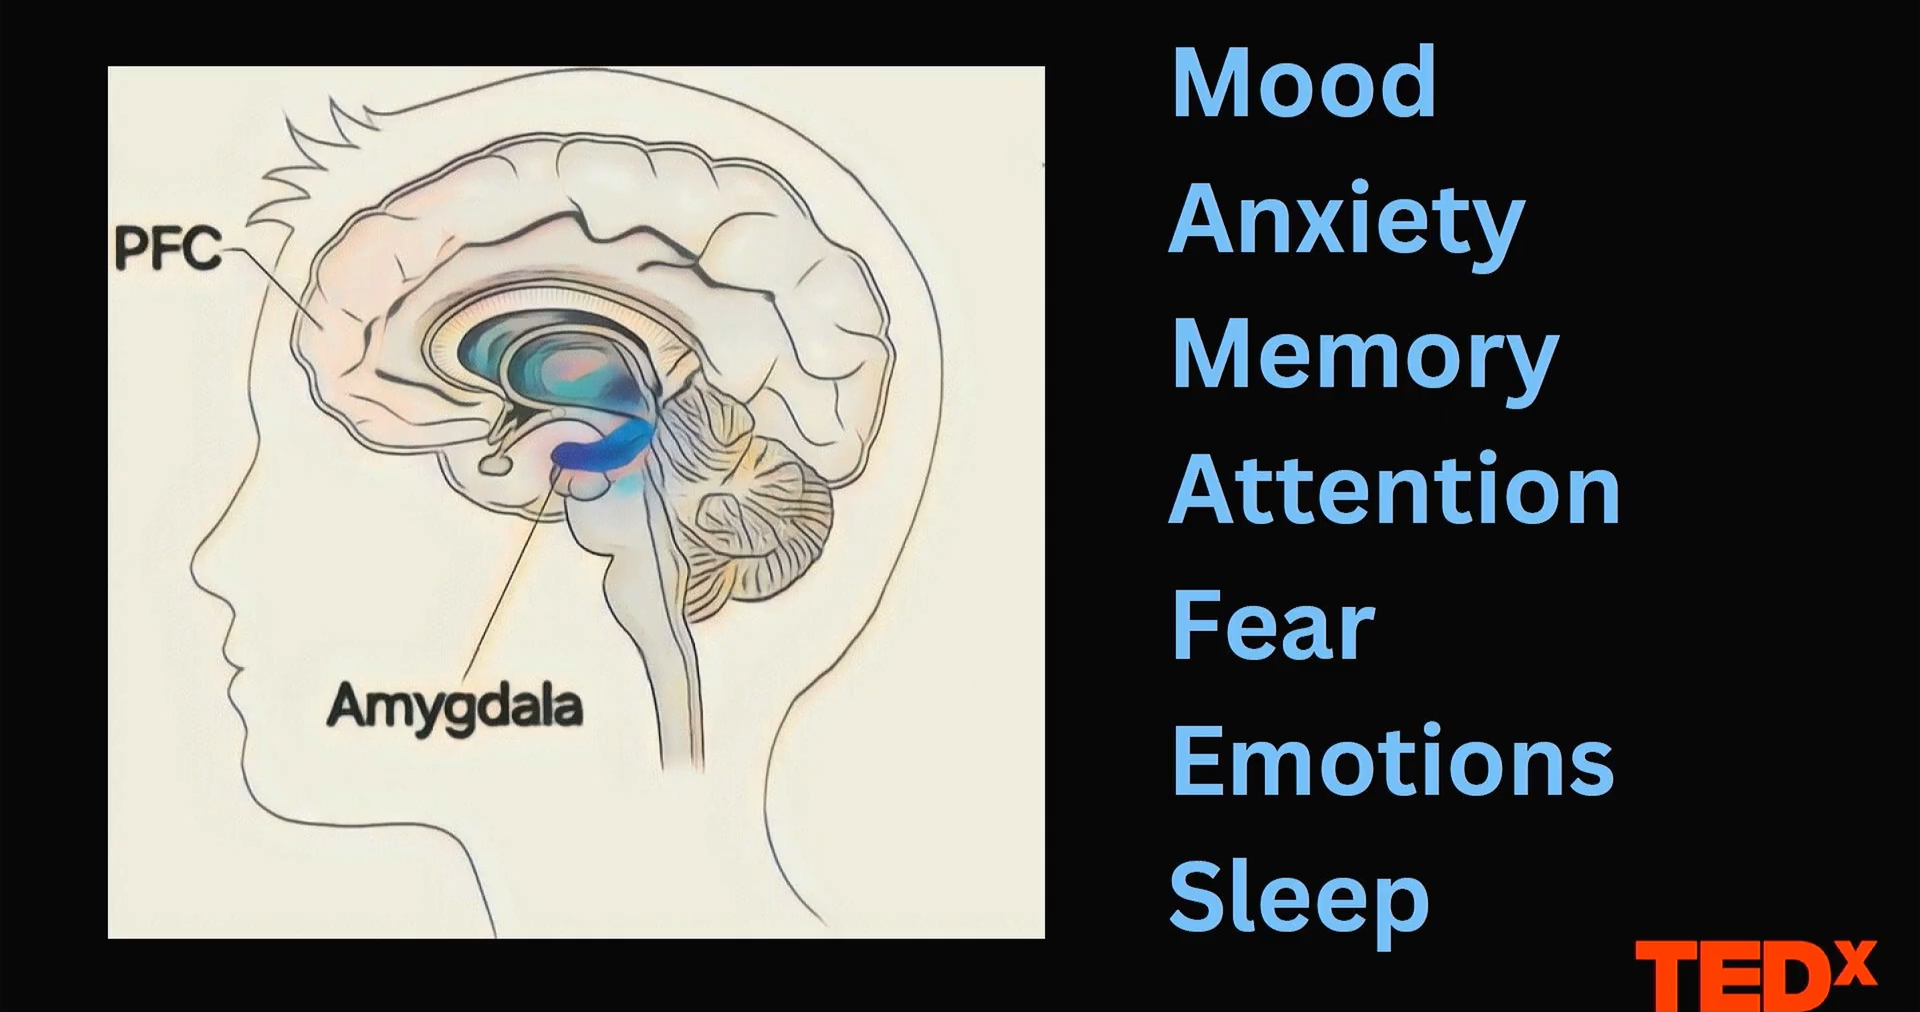 PFC
Amygdala
Mood
Anxiety
Memory
Attention
Fear
Emotions
Sleep
TEDx